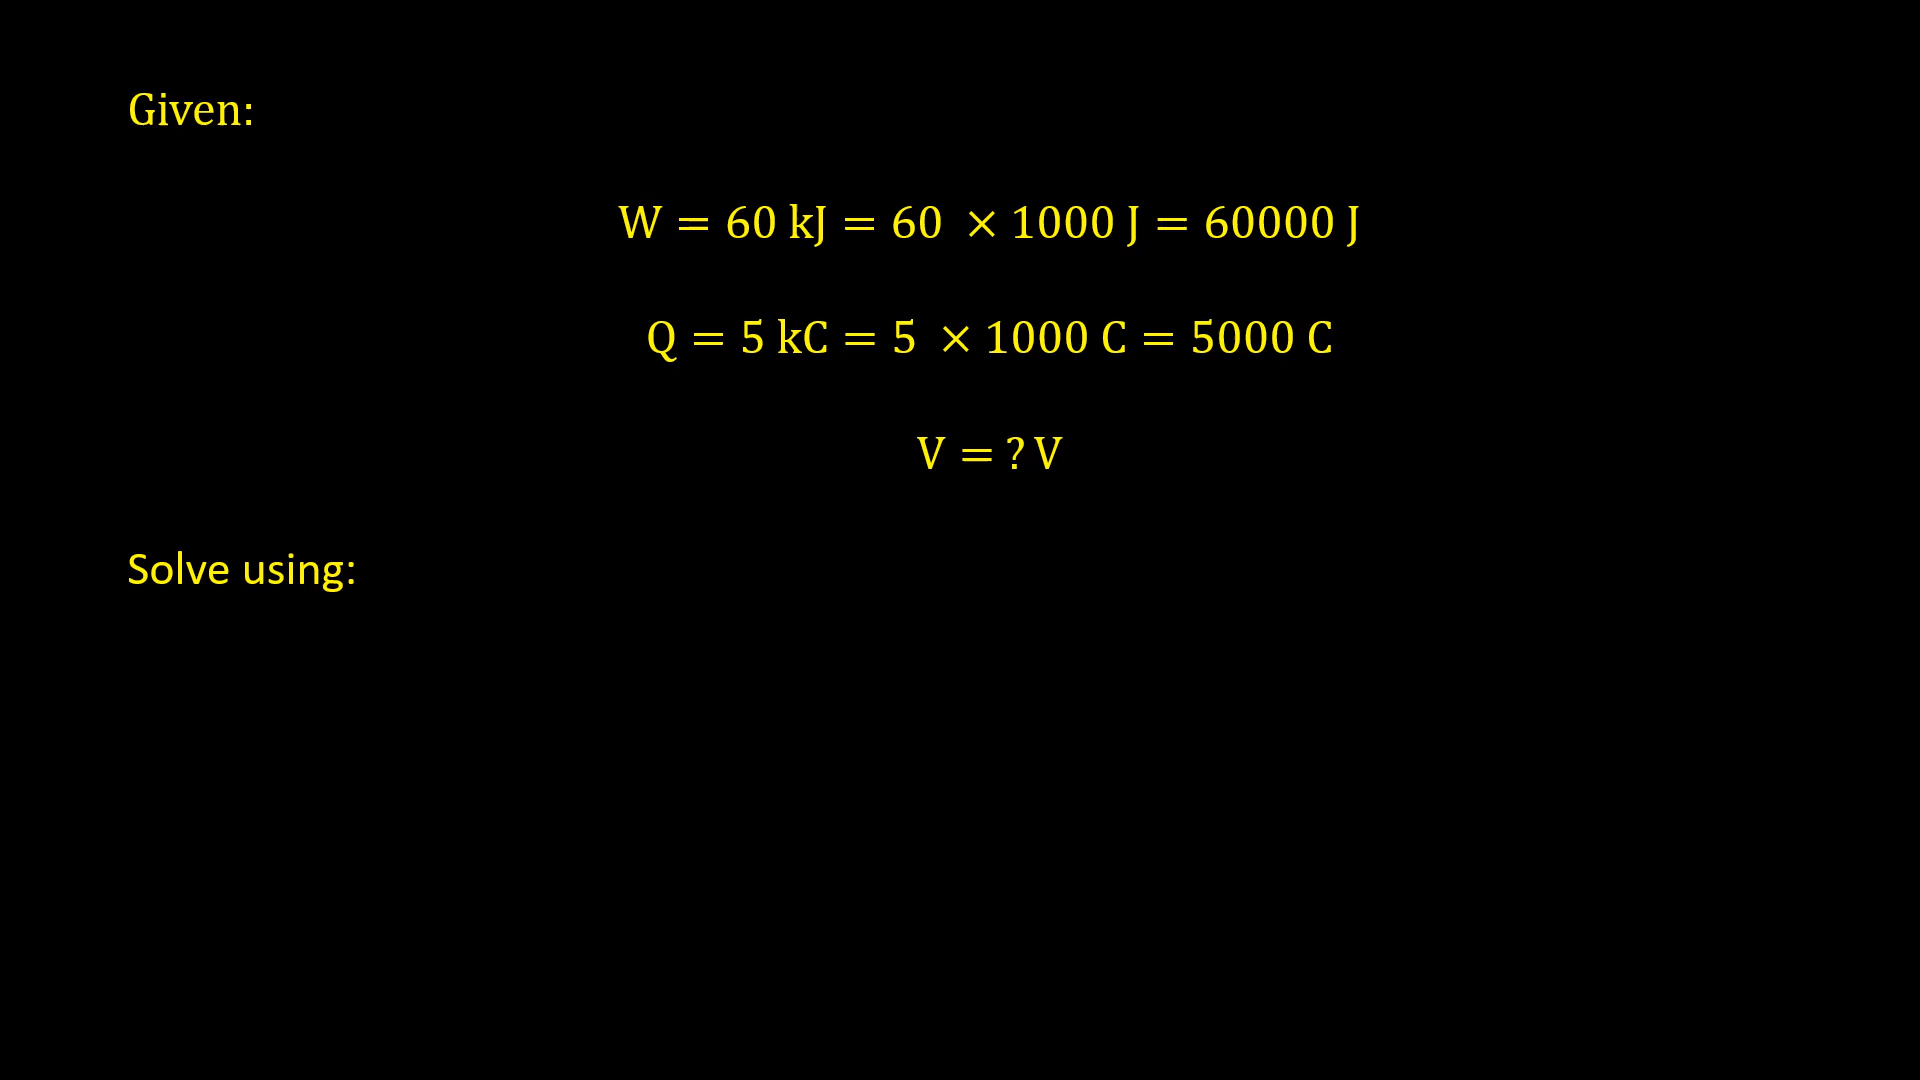 Given:
W = 60 kJ = 60 × 1000 J = 60000 J
Q = 5 kC = 5 × 1000 C = 5000 C
V = ? V
Solve using: